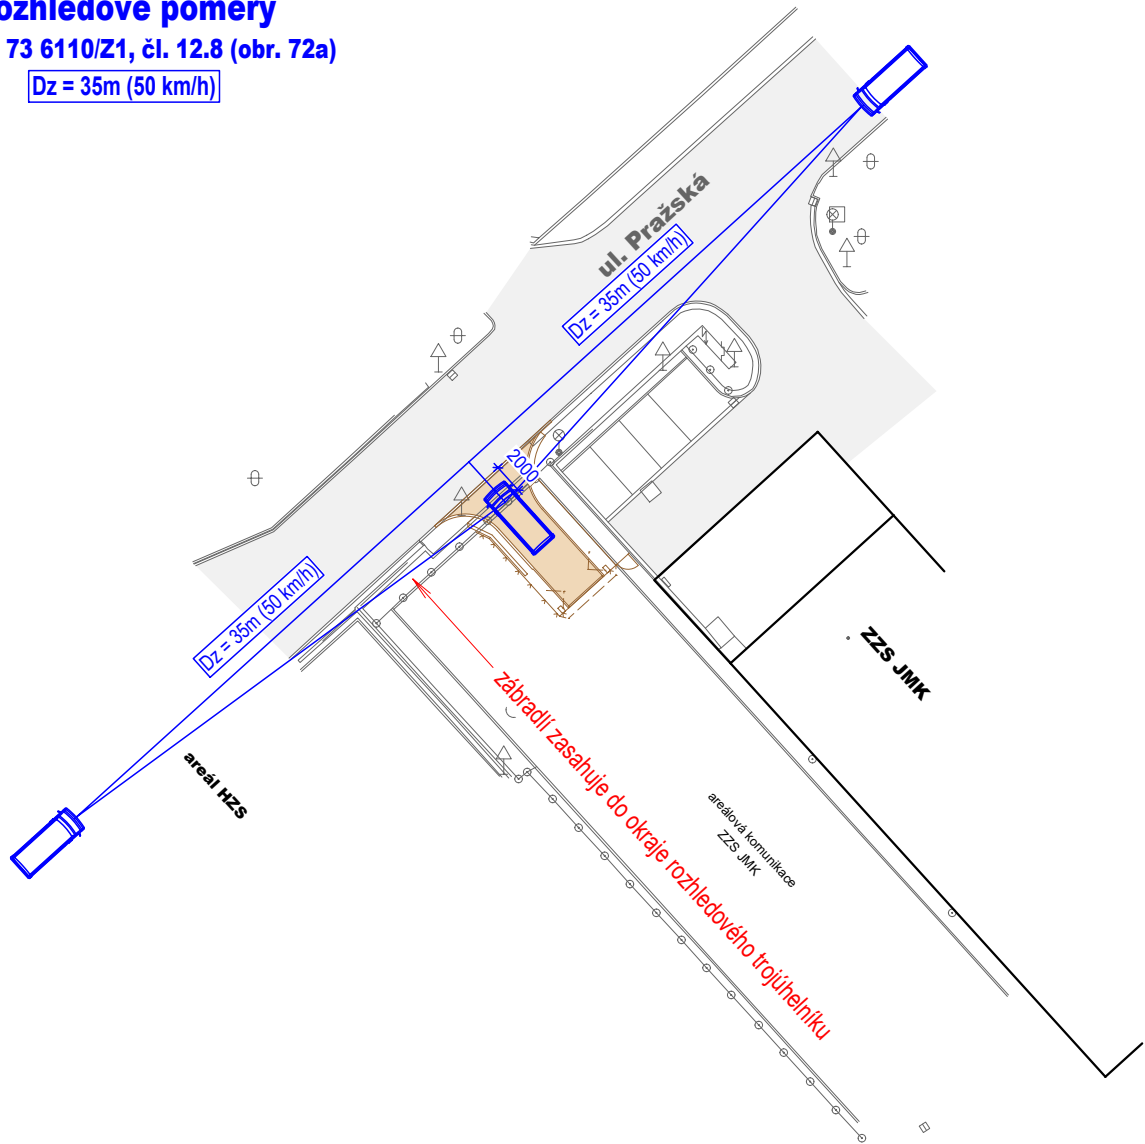 ozhledové poměry
73 6110/Z1, čl. 12.8 (obr. 72a)
Dz = 35m (50 km/h)
ul. Pražská
Dz = 35m (50 km/h)
2000
Dz = 35m (50 km/h)
ZZS JMK
zábradlí zasahuje do okraje rozhledového trojúhelníku
areál HZS
areálová komunikace
ZZS JMK